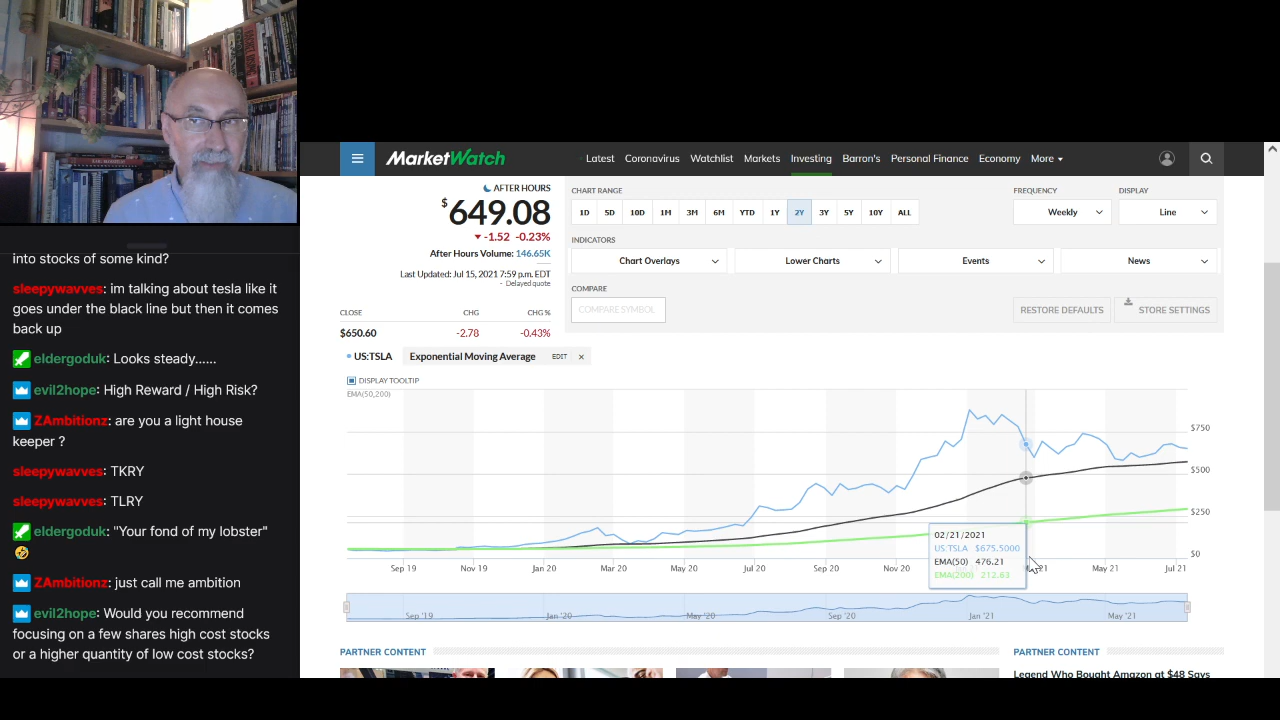 into stocks of some kind?
sleepywavves: im talking about tesla like it
goes under the black line but then it comes
back up
eldergoduk: Looks steady......
evil2hope: High Reward / High Risk?
ZAmbitionz: are you a light house
keeper ?
sleepywavves: TKRY
sleepywavves: TLRY
eldergoduk: "Your fond of my lobster"
ZAmbitionz: just call me ambition
evil2hope: Would you recommend
focusing on a few shares high cost stocks
or a higher quantity of low cost stocks?
MarketWatch
Latest Coronavirus Watchlist Markets Investing Barron's Personal Finance Economy More
AFTER HOURS
$649.08
-1.52 -0.23%
After Hours Volume: 146.65K
Last Updated: Jul 15, 2021 7:59 p.m. EDT
Delayed quote
CLOSE CHG CHG %
$650.60 -2.78 -0.43%
CHART RANGE
1D 5D 10D 1M 3M 6M YTD 1Y 2Y 3Y 5Y 10Y ALL
FREQUENCY
Weekly
DISPLAY
Line
INDICATORS
Chart Overlays Lower Charts Events News
COMPARE
COMPARE SYMBOL
RESTORE DEFAULTS STORE SETTINGS
US:TSLA Exponential Moving Average EDIT ×
DISPLAY TOOLTIP
EMA(50,200)
$750
$500
$250
$0
02/21/2021
US:TSLA $675.5000
EMA(50) 476.21
EMA(200) 212.63
Sep 19 Nov 19 Jan 20 Mar 20 May 20 Jul 20 Sep 20 Nov 20 May 21 Jul 21
Sep '19 Jan '20 May '20 Sep '20 Jan '21 May '21
PARTNER CONTENT
PARTNER CONTENT
Legend Who Bought Amazon at $48 Says